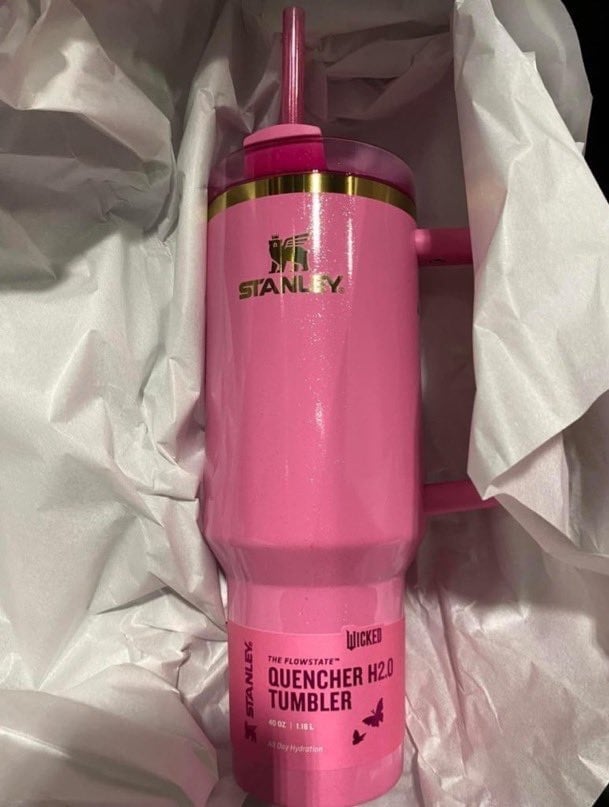 STANLEY®
WICKED
STANLEY®
THE FLOWSTATE™
QUENCHER H2.0
TUMBLER
40 OZ | 1.18 L
All Day Hydration